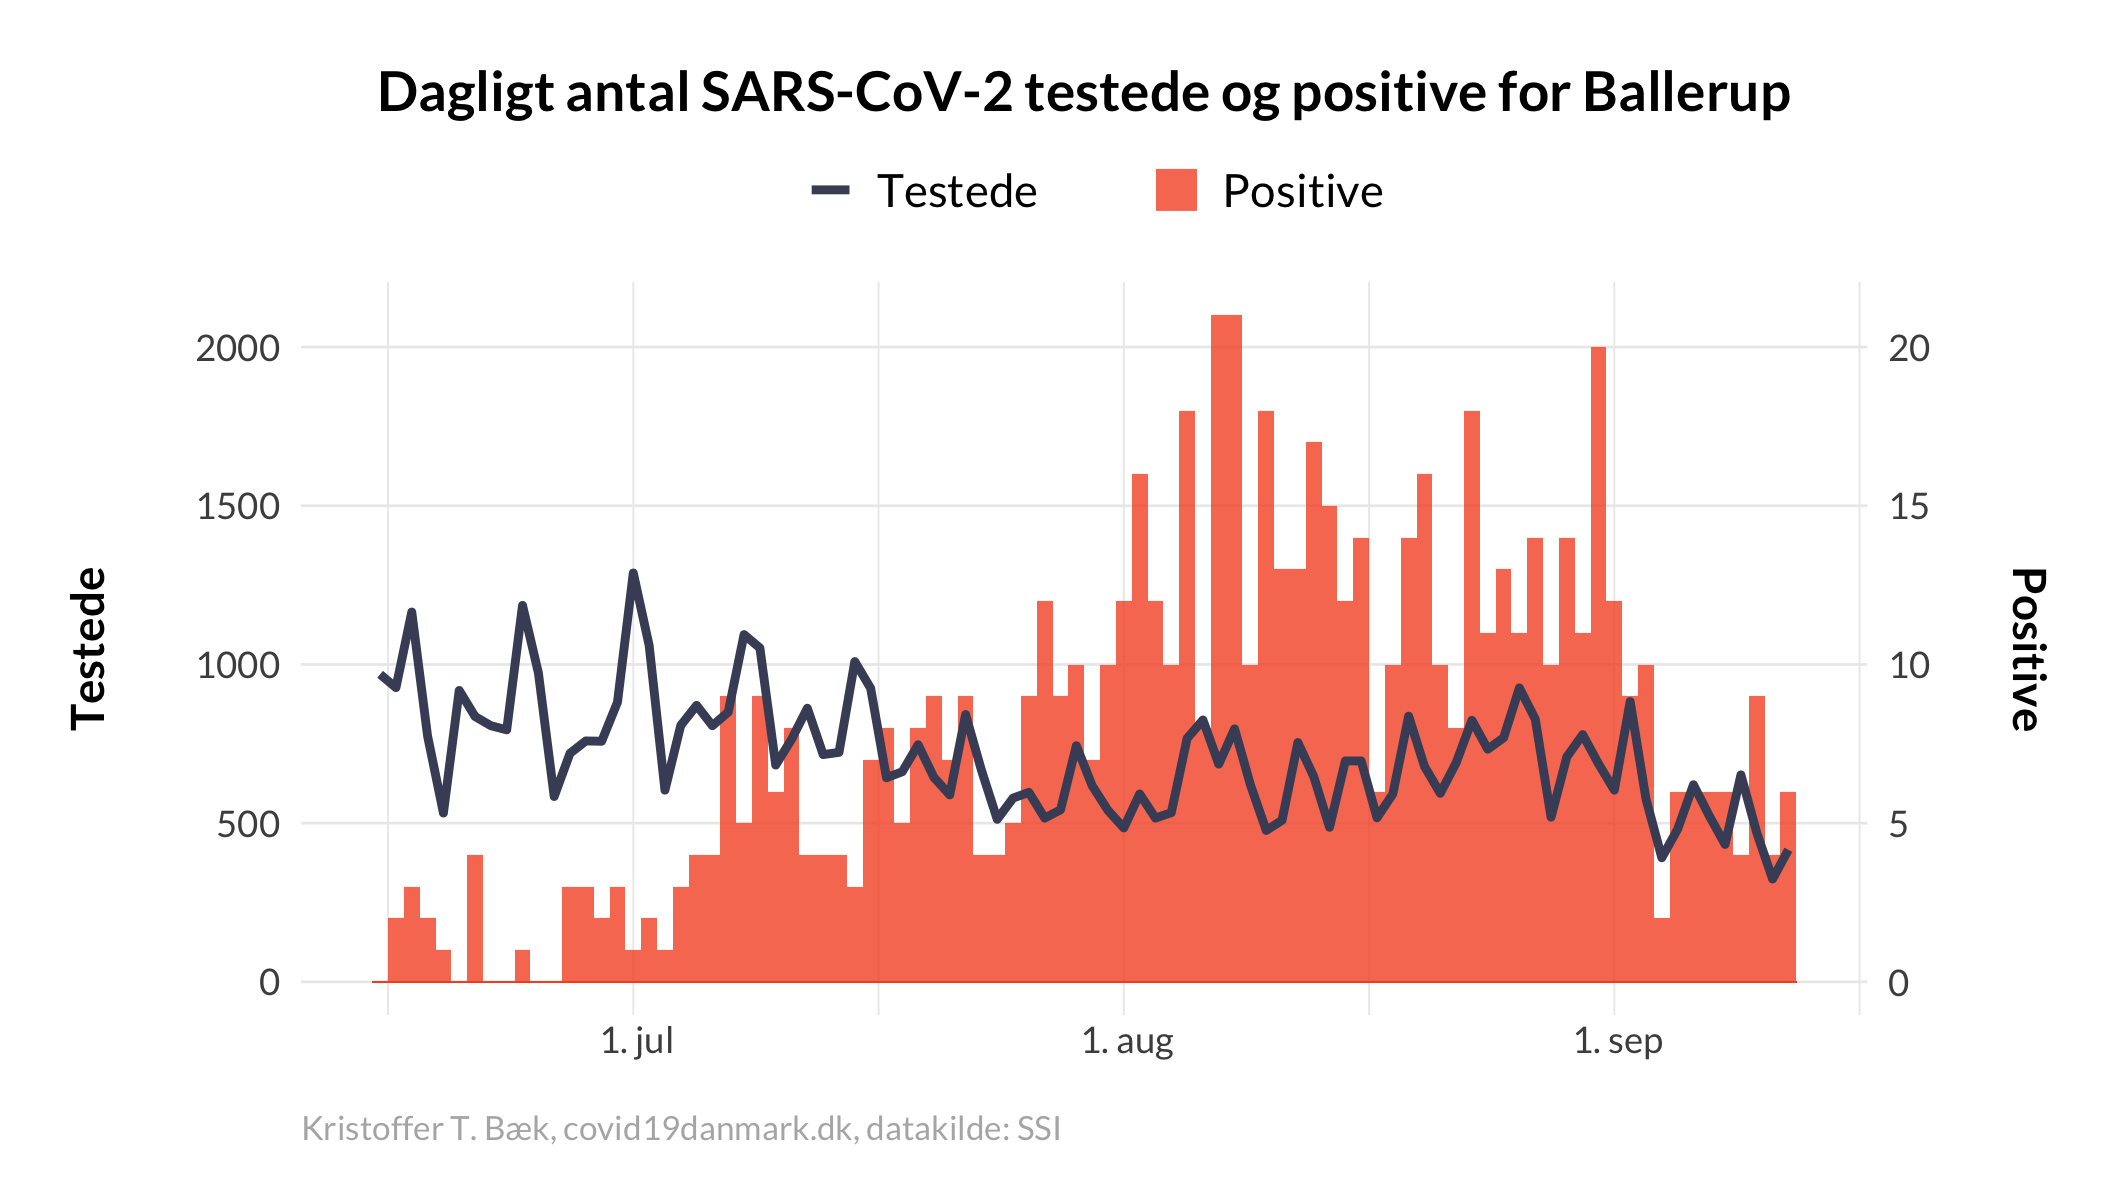 Dagligt antal SARS-CoV-2 testede og positive for Ballerup
Testede
Positive
Testede
2000
1500
1000
500
0
20
15
10
5
0
Positive
1. jul
1. aug
1. sep
Kristoffer T. Bæk, covid19danmark.dk, datakilde: SSI